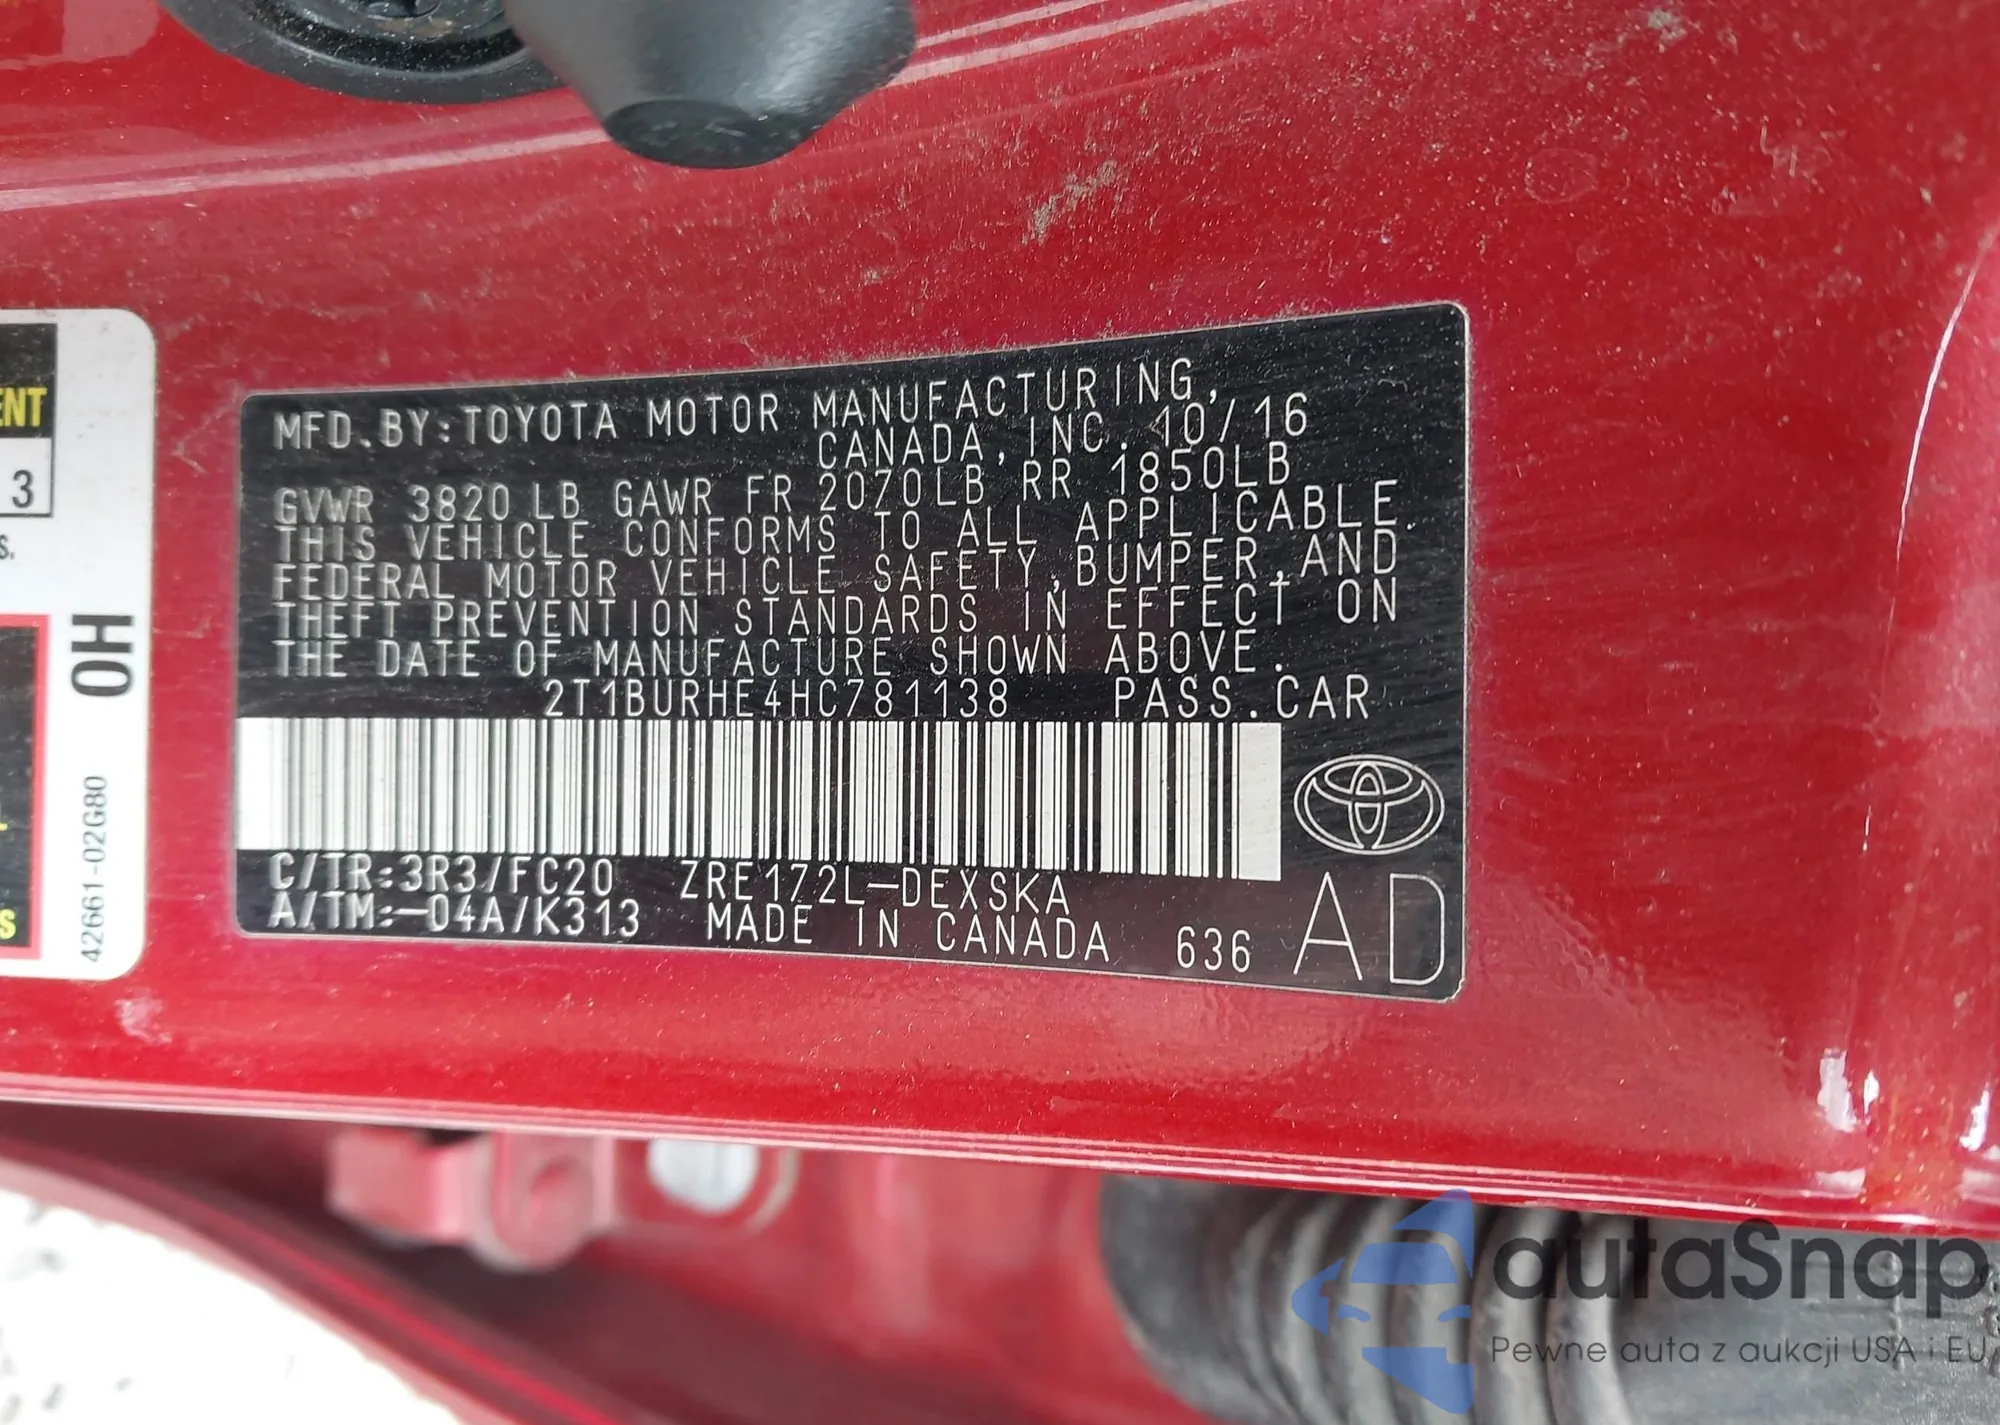 ENT
3
S.
L
S
OH
42661-02G80
MFD.BY:TOYOTA MOTOR MANUFACTURING,
CANADA,INC. 10/16
GVWR 3820 LB GAWR FR 2070LB RR 1850LB
THIS VEHICLE CONFORMS TO ALL APPLICABLE
FEDERAL MOTOR VEHICLE SAFETY,BUMPER,AND
THEFT PREVENTION STANDARDS IN EFFECT ON
THE DATE OF MANUFACTURE SHOWN ABOVE.
2T1BURHE4HC781138 PASS.CAR
C/TR:3R3/FC20 ZRE172L-DEXSKA
A/TM:-04A/K313 MADE IN CANADA 636 AD
autaSnap
Pewne auta z aukcji USA i EU